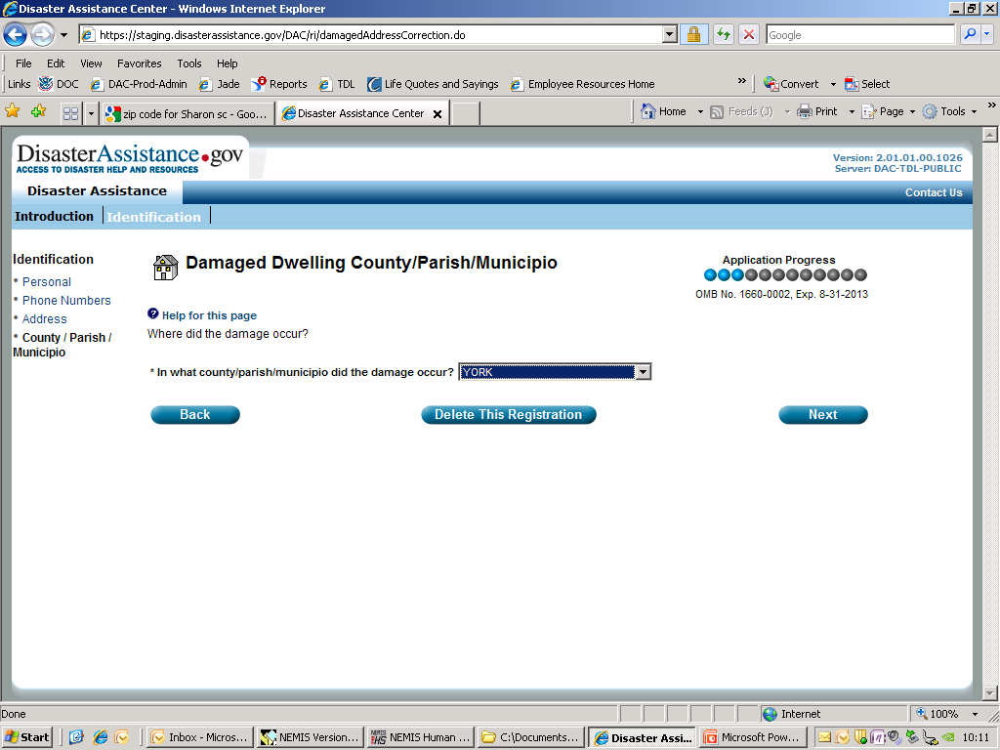 Disaster Assistance Center - Windows Internet Explorer
https://staging.disasterassistance.gov/DAC/ri/damagedAddressCorrection.do
Google
File Edit View Favorites Tools Help
Links DOC DAC-Prod-Admin Jade Reports TDL Life Quotes and Sayings Employee Resources Home » Convert Select
zip code for Sharon sc - Goo... Disaster Assistance Center Home Feeds (J) Print Page Tools »
DisasterAssistance.gov
ACCESS TO DISASTER HELP AND RESOURCES
Version: 2.01.01.00.1026
Server: DAC-TDL-PUBLIC
Disaster Assistance
Contact Us
Introduction Identification
Identification
• Personal
• Phone Numbers
• Address
• County / Parish /
Municipio
Damaged Dwelling County/Parish/Municipio
Application Progress
OMB No. 1660-0002, Exp. 8-31-2013
Help for this page
Where did the damage occur?
* In what county/parish/municipio did the damage occur? YORK
Back Delete This Registration Next
Done Internet 100%
Start Inbox - Micros... NEMIS Version... NEMIS Human ... C:\Documents... Disaster Assi... Microsoft Pow... 10:11